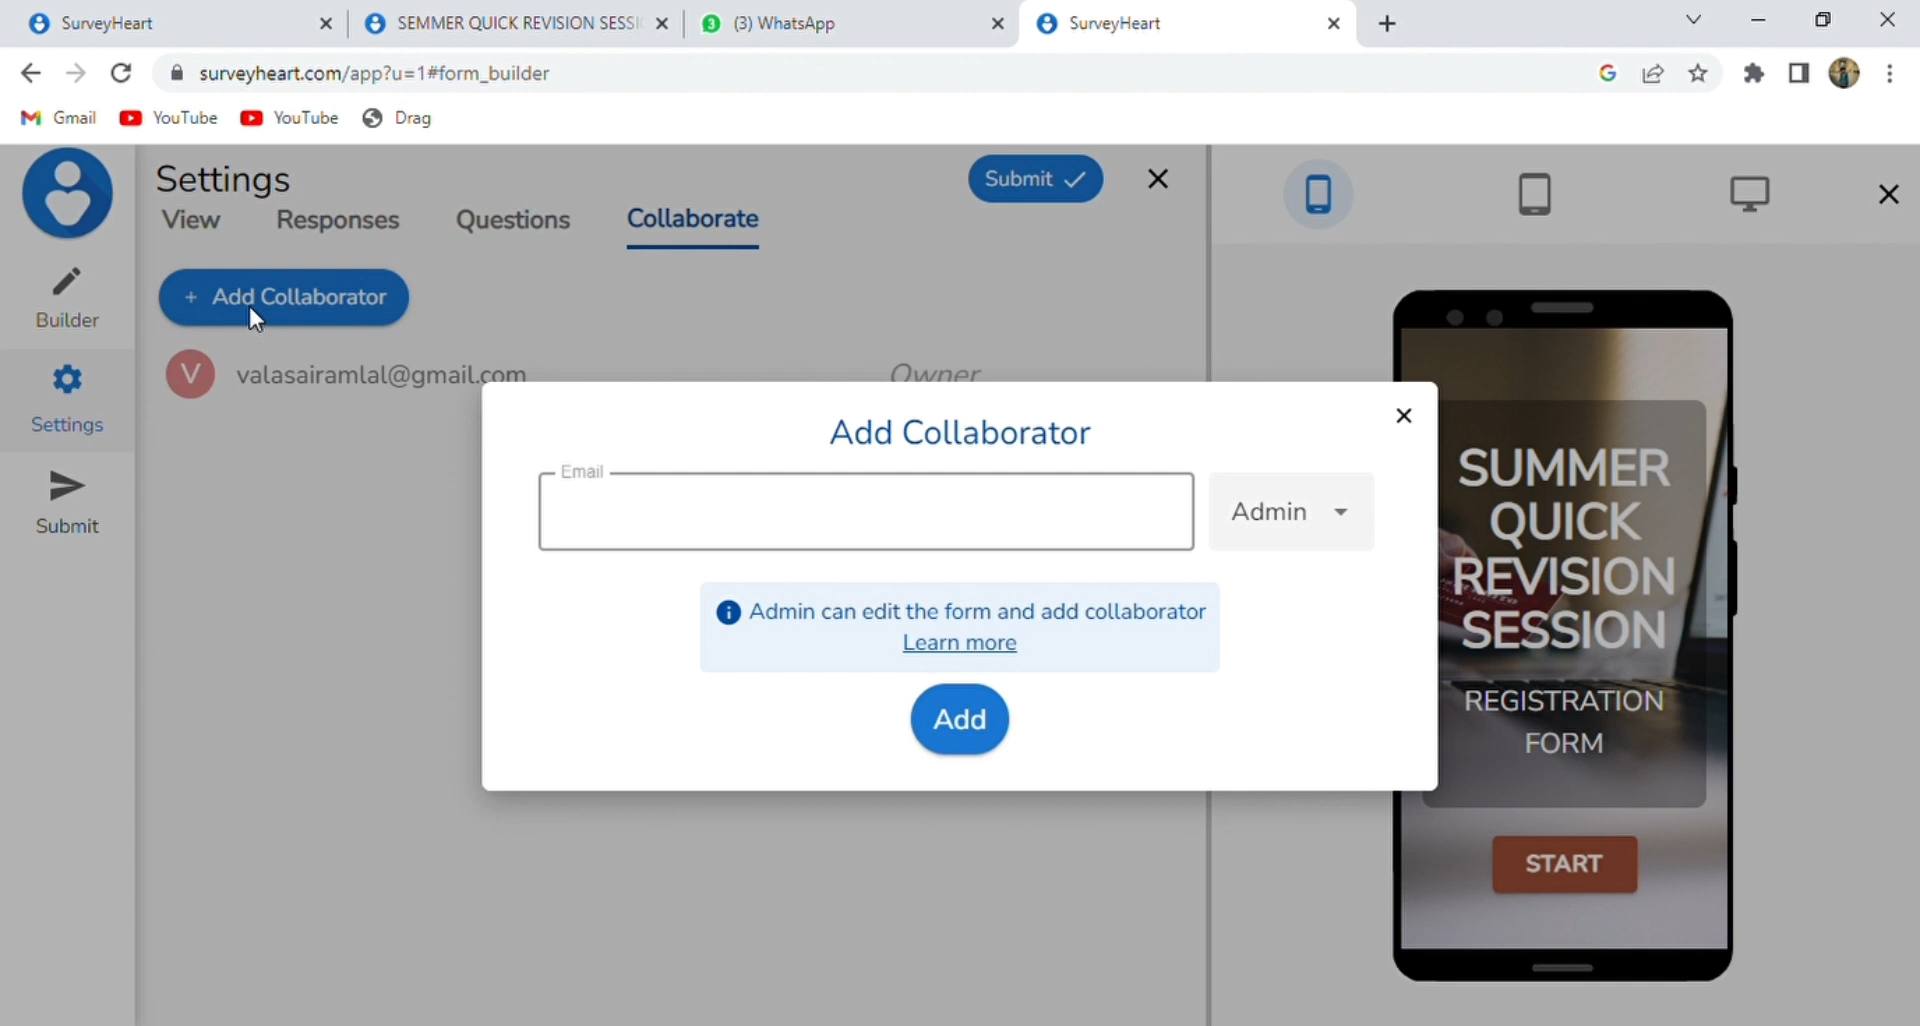 SurveyHeart
SEMMER QUICK REVISION SESSI
3
(3) WhatsApp
SurveyHeart
surveyheart.com/app?u=1#form_builder
Gmail
YouTube
YouTube
Drag
Settings
Submit
View
Responses
Questions
Collaborate
+ Add Collaborator
Builder
V
valasairamlal@gmail.com
Owner
Settings
Submit
Add Collaborator
Email
Admin
Admin can edit the form and add collaborator
Learn more
Add
SUMMER
QUICK
REVISION
SESSION
REGISTRATION
FORM
START